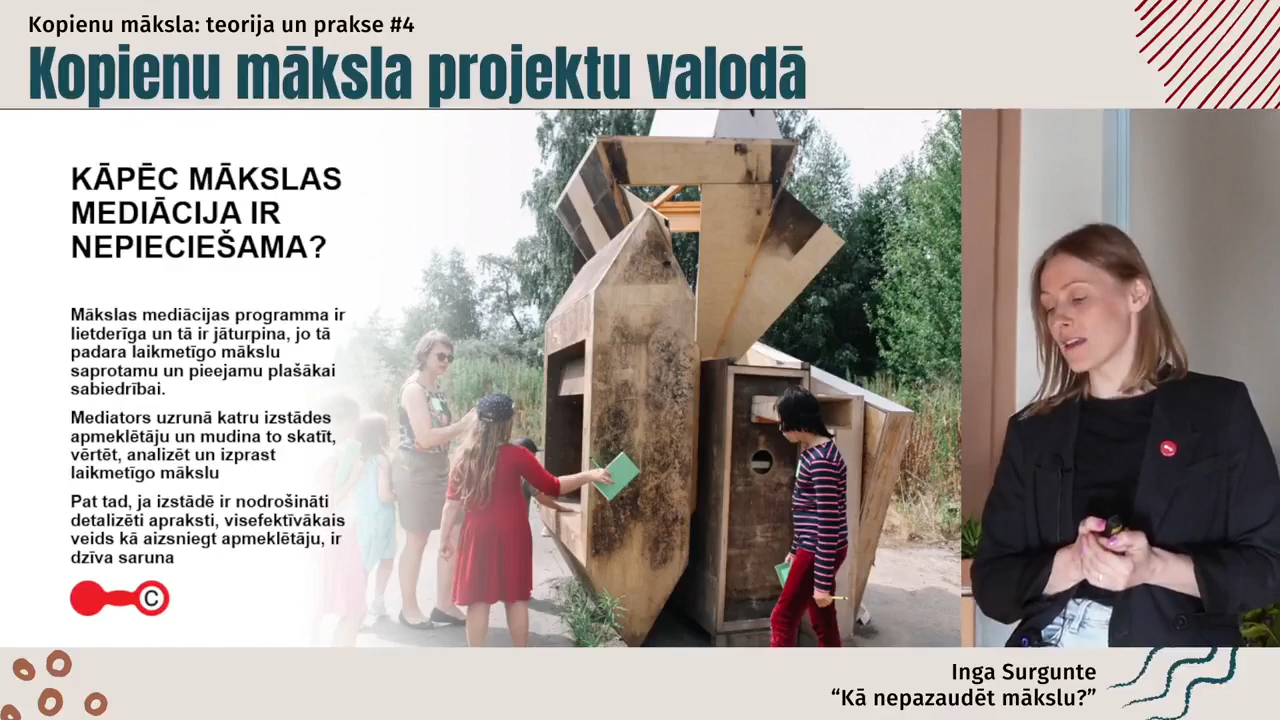 Kopienu māksla: teorija un prakse #4
Kopienu māksla projektu valodā
KĀPĒC MĀKSLAS
MEDIĀCIJA IR
NEPIECIEŠAMA?
Mākslas mediācijas programma ir
lietderīga un tā ir jāturpina, jo tā
padara laikmetīgo mākslu
saprotamu un pieejamu plašākai
sabiedrībai.
Mediators uzrunā katru izstādes
apmeklētāju un mudina to skatīt,
vērtēt, analizēt un izprast
laikmetīgo mākslu
Pat tad, ja izstādē ir nodrošināti
detalizēti apraksti, visefektīvākais
veids kā aizsniegt apmeklētāju, ir
dzīva saruna
C
Inga Surgunte
“Kā nepazaudēt mākslu?”